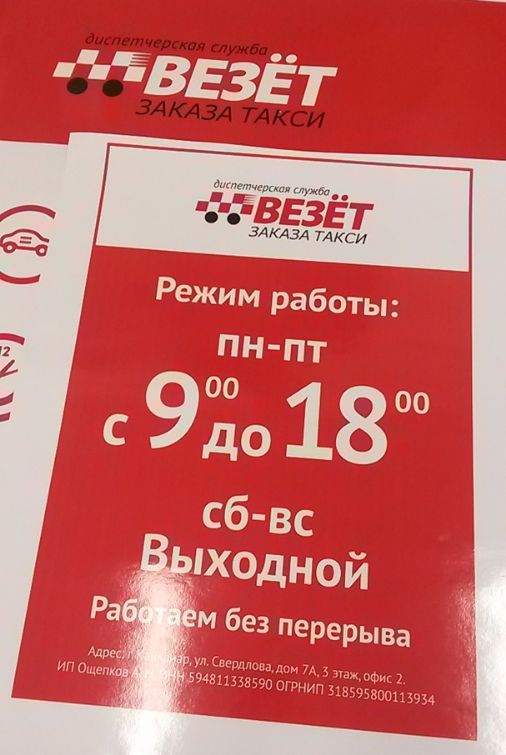 диспетчерская служба
ВЕЗЁТ
ЗАКАЗА ТАКСИ
диспетчерская служба
ВЕЗЁТ
ЗАКАЗА ТАКСИ
Режим работы:
пн-пт
с 9 00 до 18 00
сб-вс
Выходной
Работаем без перерыва
Адрес: г. ул. Свердлова, дом 7А, 3 этаж, офис 2.
ИП Ощепков ИНН 594811338590 ОГРНИП 318595800113934
12